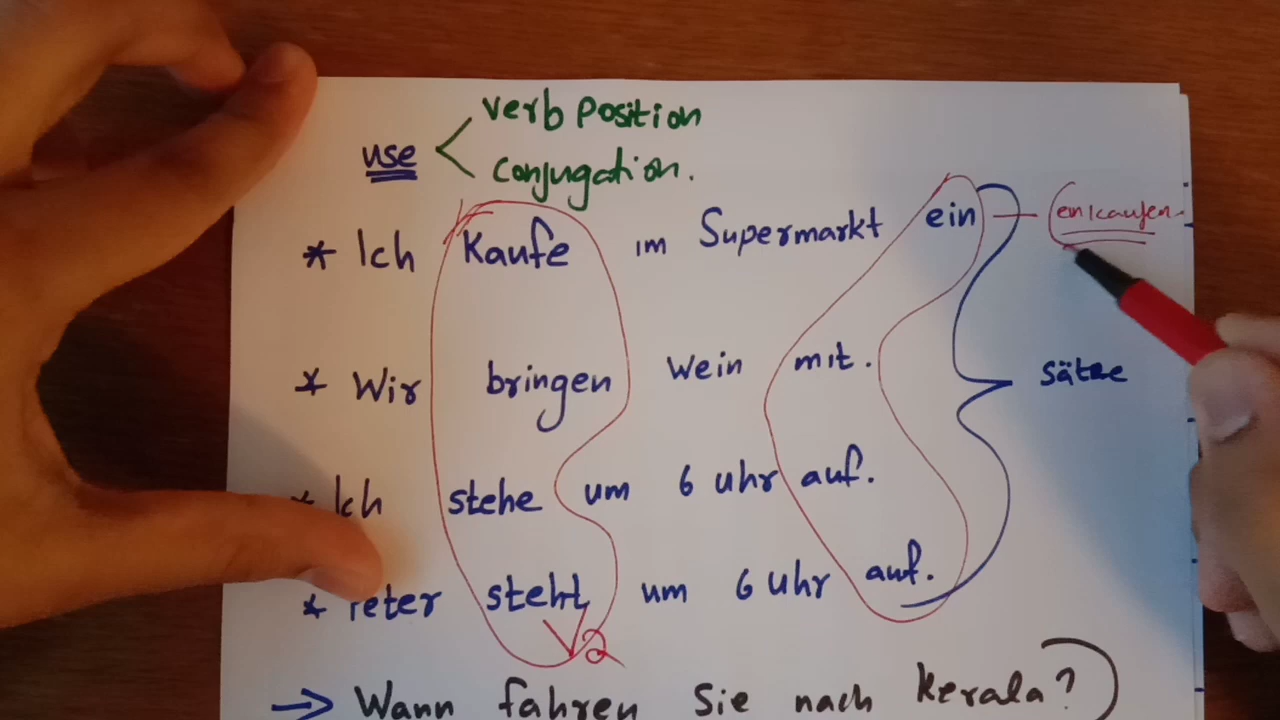 verb position
use <
conjugation.
* Ich Kaufe im Supermarkt ein — einkaufen
* Wir bringen Wein mit.
sätze
* Ich stehe um 6 uhr auf.
* Peter steht um 6 Uhr auf.
V2
→ Wann fahren Sie nach Kerala?